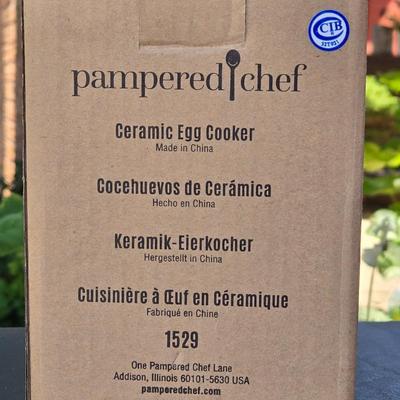 CIB
32T051
pampered chef
Ceramic Egg Cooker
Made in China
Cocehuevos de Cerámica
Hecho en China
Keramik-Eierkocher
Hergestellt in China
Cuisinière à Œuf en Céramique
Fabriqué en Chine
1529
One Pampered Chef Lane
Addison, Illinois 60101-5630 USA
pamperedchef.com